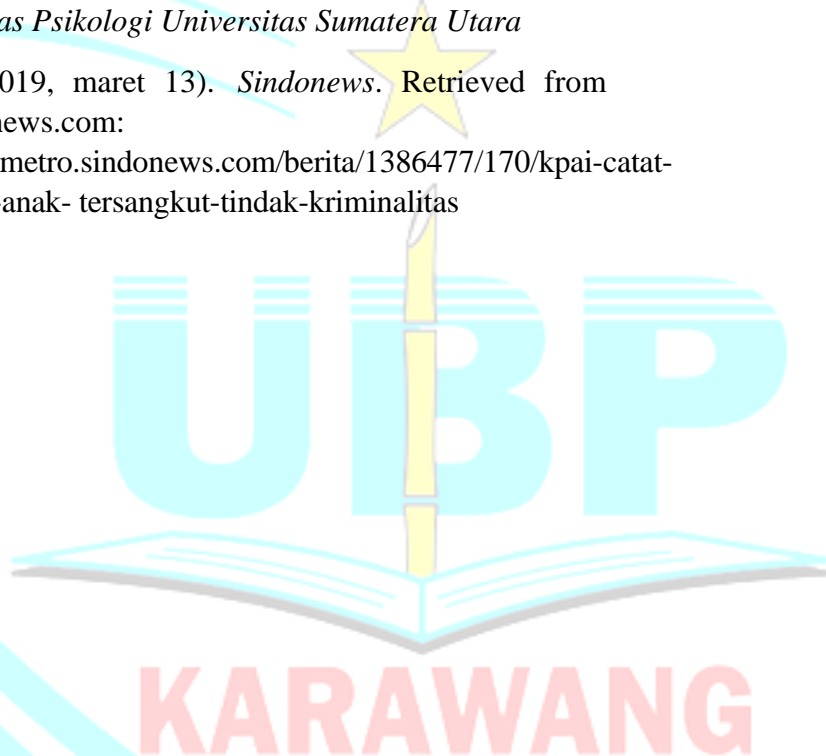 as Psikologi Universitas Sumatera Utara
019, maret 13). Sindonews. Retrieved from
news.com:
metro.sindonews.com/berita/1386477/170/kpai-catat-
-anak- tersangkut-tindak-kriminalitas
UBP
KARAWANG